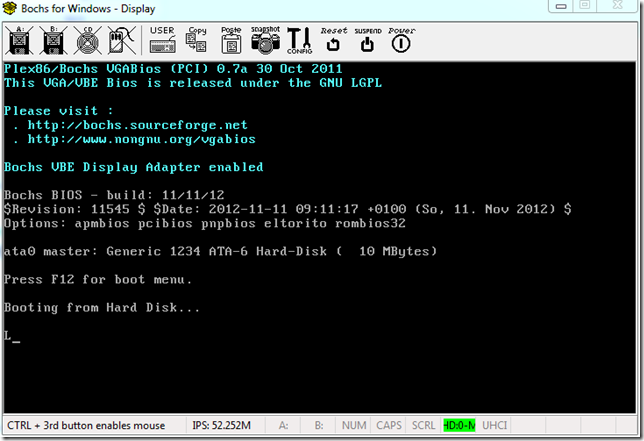 Bochs for Windows - Display
A: B: CD USER Copy Paste snapshot CONFIG Reset SUSPEND Power
Plex86/Bochs VGABios (PCI) 0.7a 30 Oct 2011
This VGA/VBE Bios is released under the GNU LGPL
Please visit :
. http://bochs.sourceforge.net
. http://www.nongnu.org/vgabios
Bochs VBE Display Adapter enabled
Bochs BIOS - build: 11/11/12
$Revision: 11545 $ $Date: 2012-11-11 09:11:17 +0100 (So, 11. Nov 2012) $
Options: apmbios pcibios pnpbios eltorito rombios32
ata0 master: Generic 1234 ATA-6 Hard-Disk (  10 MBytes)
Press F12 for boot menu.
Booting from Hard Disk...
L_
CTRL + 3rd button enables mouse IPS: 52.252M A: B: NUM CAPS SCRL HD:0-M UHCI